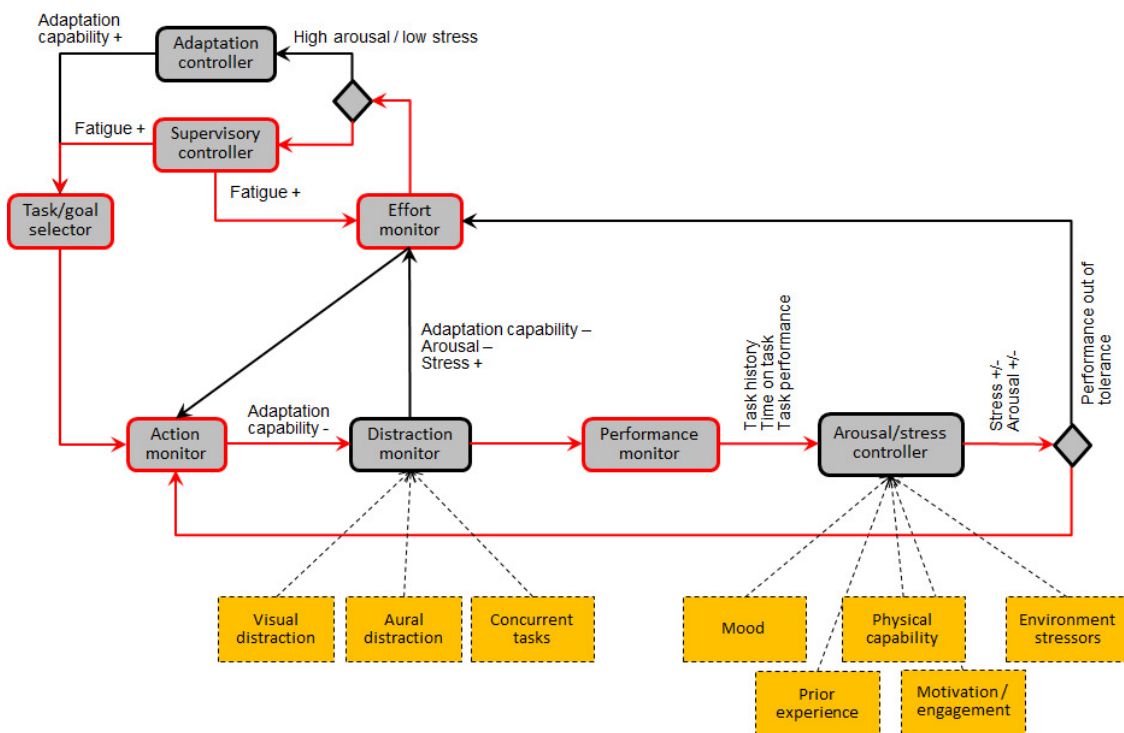 Adaptation
capability +
Adaptation
controller
High arousal / low stress
Fatigue +
Supervisory
controller
Fatigue +
Task/goal
selector
Effort
monitor
Performance out of
tolerance
Adaptation capability –
Arousal –
Stress +
Task history
Time on task
Task performance
Stress +/-
Arousal +/-
Action
monitor
Adaptation
capability -
Distraction
monitor
Performance
monitor
Arousal/stress
controller
Visual
distraction
Aural
distraction
Concurrent
tasks
Mood
Physical
capability
Environment
stressors
Prior
experience
Motivation /
engagement